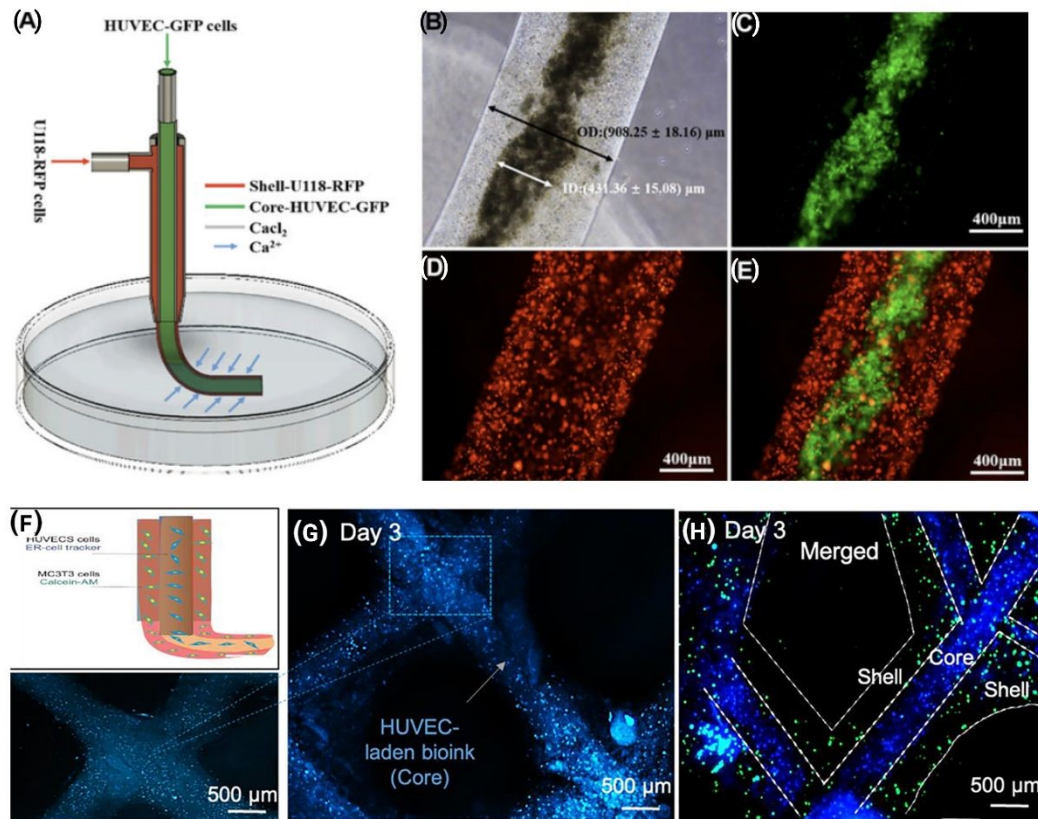 (A)
HUVEC-GFP cells
U118-RFP cells
Shell-U118-RFP
Core-HUVEC-GFP
Cacl₂
Ca²⁺
(B)
OD:(908.25 ± 18.16) μm
ID:(431.36 ± 15.08) μm
(C)
400μm
(D)
400μm
(E)
400μm
(F)
HUVECS cells
ER-cell tracker
MC3T3 cells
Calcein-AM
500 μm
(G) Day 3
HUVEC-
laden bioink
(Core)
500 μm
(H) Day 3
Merged
Shell
Core
Shell
500 μm